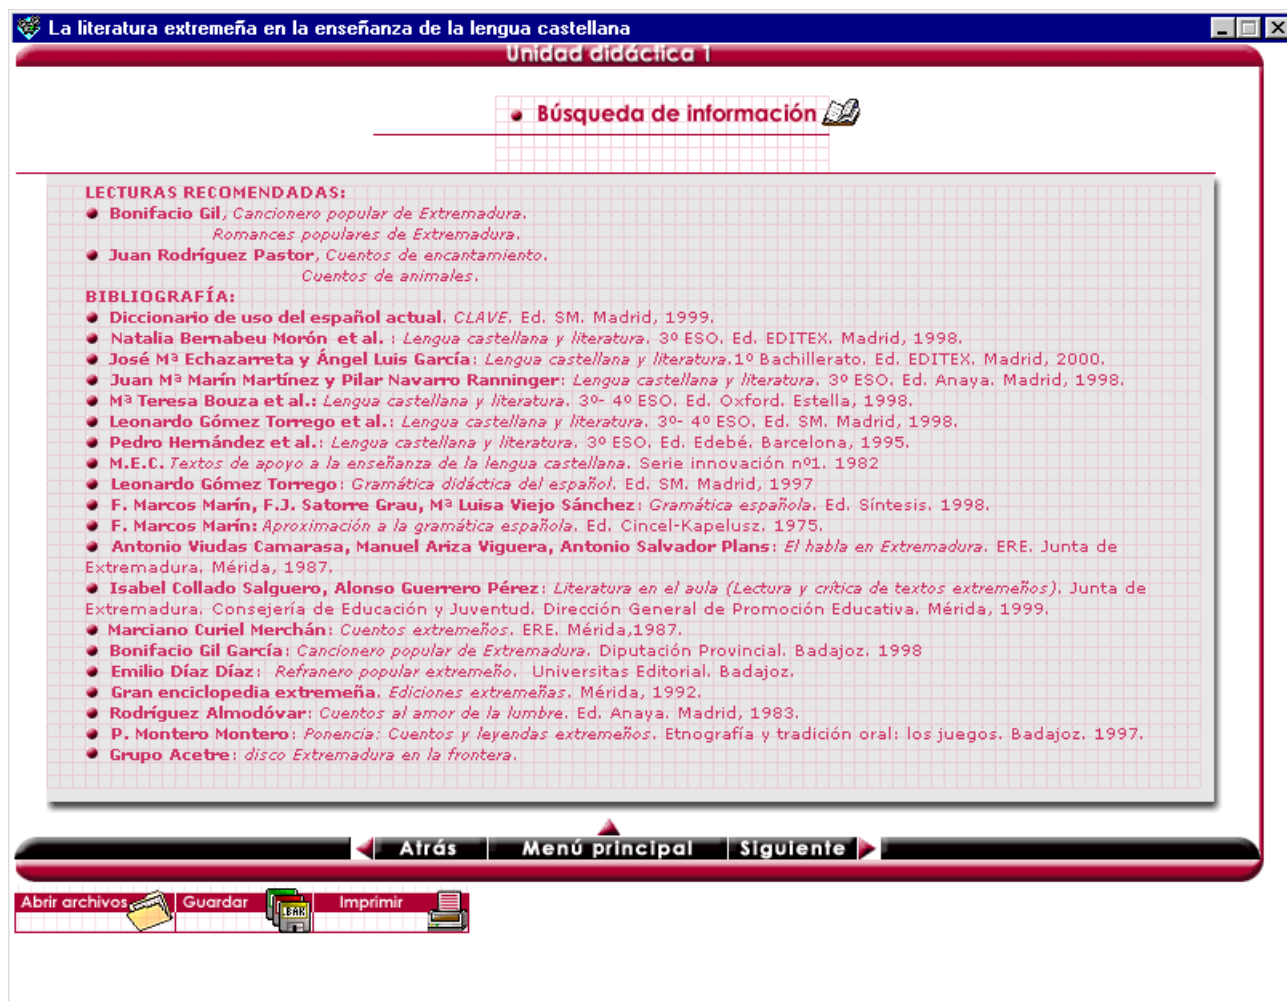 La literatura extremeña en la enseñanza de la lengua castellana
Unidad didáctica 1
Búsqueda de información
LECTURAS RECOMENDADAS:
Bonifacio Gil, Cancionero popular de Extremadura.
Romances populares de Extremadura.
Juan Rodríguez Pastor, Cuentos de encantamiento.
Cuentos de animales.
BIBLIOGRAFÍA:
Diccionario de uso del español actual. CLAVE. Ed. SM. Madrid, 1999.
Natalia Bernabeu Morón et al. : Lengua castellana y literatura. 3º ESO. Ed. EDITEX. Madrid, 1998.
José Mª Echazarreta y Ángel Luis García: Lengua castellana y literatura.1º Bachillerato. Ed. EDITEX. Madrid, 2000.
Juan Mª Marín Martínez y Pilar Navarro Ranninger: Lengua castellana y literatura. 3º ESO. Ed. Anaya. Madrid, 1998.
Mª Teresa Bouza et al.: Lengua castellana y literatura. 3º- 4º ESO. Ed. Oxford. Estella, 1998.
Leonardo Gómez Torrego et al.: Lengua castellana y literatura. 3º- 4º ESO. Ed. SM. Madrid, 1998.
Pedro Hernández et al.: Lengua castellana y literatura. 3º ESO. Ed. Edebé. Barcelona, 1995.
M.E.C. Textos de apoyo a la enseñanza de la lengua castellana. Serie innovación nº1. 1982
Leonardo Gómez Torrego: Gramática didáctica del español. Ed. SM. Madrid, 1997
F. Marcos Marín, F.J. Satorre Grau, Mª Luisa Viejo Sánchez: Gramática española. Ed. Síntesis. 1998.
F. Marcos Marín: Aproximación a la gramática española. Ed. Cincel-Kapelusz. 1975.
Antonio Viudas Camarasa, Manuel Ariza Viguera, Antonio Salvador Plans: El habla en Extremadura. ERE. Junta de
Extremadura. Mérida, 1987.
Isabel Collado Salguero, Alonso Guerrero Pérez: Literatura en el aula (Lectura y crítica de textos extremeños). Junta de
Extremadura. Consejería de Educación y Juventud. Dirección General de Promoción Educativa. Mérida, 1999.
Marciano Curiel Merchán: Cuentos extremeños. ERE. Mérida,1987.
Bonifacio Gil García: Cancionero popular de Extremadura. Diputación Provincial. Badajoz. 1998
Emilio Díaz Díaz: Refranero popular extremeño. Universitas Editorial. Badajoz.
Gran enciclopedia extremeña. Ediciones extremeñas. Mérida, 1992.
Rodríguez Almodóvar: Cuentos al amor de la lumbre. Ed. Anaya. Madrid, 1983.
P. Montero Montero: Ponencia: Cuentos y leyendas extremeños. Etnografía y tradición oral: los juegos. Badajoz. 1997.
Grupo Acetre: disco Extremadura en la frontera.
Atrás Menú principal Siguiente
Abrir archivos Guardar BAK Imprimir